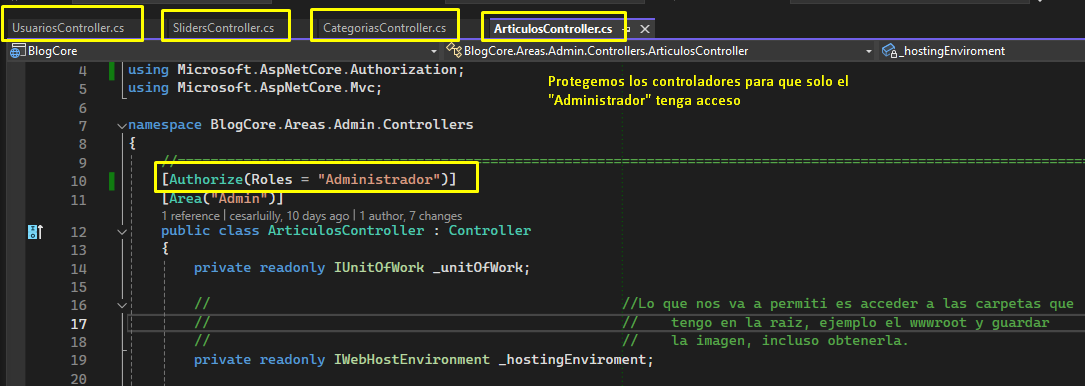 UsuariosController.cs SlidersController.cs CategoriasController.cs ArticulosController.cs
BlogCore BlogCore.Areas.Admin.Controllers.ArticulosController _hostingEnviroment
4 using Microsoft.AspNetCore.Authorization;
5 using Microsoft.AspNetCore.Mvc;
Protegemos los controladores para que solo el
"Administrador" tenga acceso
6
7 namespace BlogCore.Areas.Admin.Controllers
8 {
9 //==============================================================
10 [Authorize(Roles = "Administrador")]
11 [Area("Admin")]
1 reference | cesarluilly, 10 days ago | 1 author, 7 changes
12 public class ArticulosController : Controller
13 {
14 private readonly IUnitOfWork _unitOfWork;
15
16 // //Lo que nos va a permiti es acceder a las carpetas que
17 // // tengo en la raiz, ejemplo el wwwroot y guardar
18 // // la imagen, incluso obtenerla.
19 private readonly IWebHostEnvironment _hostingEnviroment;
20